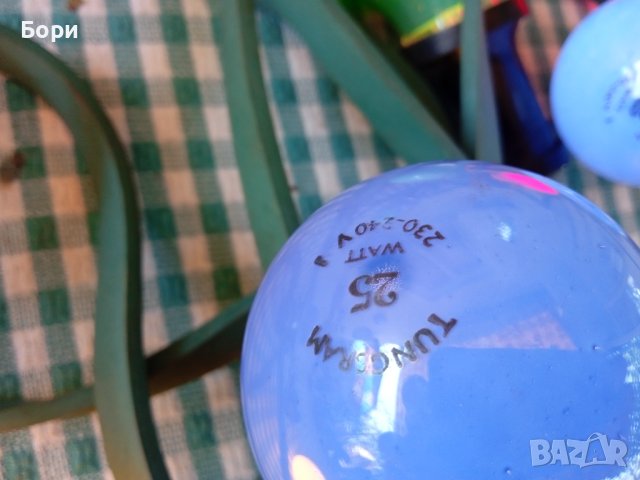 Бори
230-240 V
WATT
25
TUNGSRAM
BAZAR